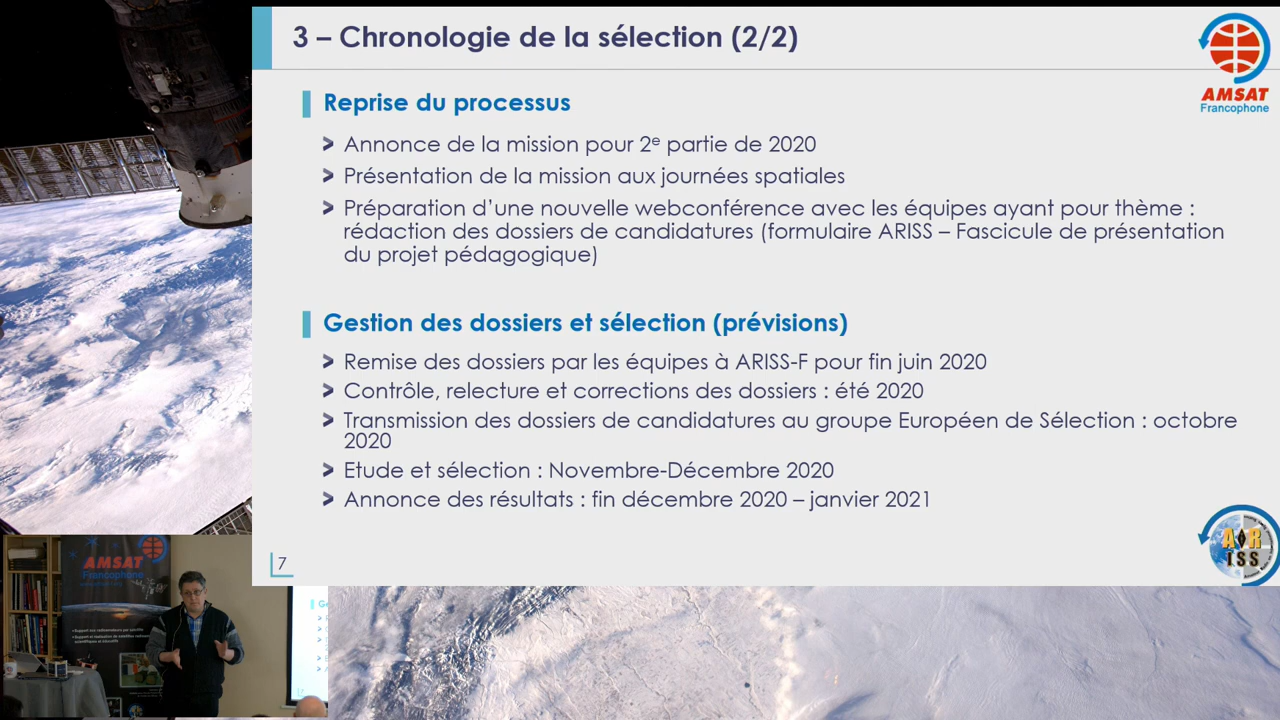 3 – Chronologie de la sélection (2/2)
AMSAT
Francophone
Reprise du processus
Annonce de la mission pour 2e partie de 2020
Présentation de la mission aux journées spatiales
Préparation d’une nouvelle webconférence avec les équipes ayant pour thème :
rédaction des dossiers de candidatures (formulaire ARISS – Fascicule de présentation
du projet pédagogique)
Gestion des dossiers et sélection (prévisions)
Remise des dossiers par les équipes à ARISS-F pour fin juin 2020
Contrôle, relecture et corrections des dossiers : été 2020
Transmission des dossiers de candidatures au groupe Européen de Sélection : octobre
2020
Etude et sélection : Novembre-Décembre 2020
Annonce des résultats : fin décembre 2020 – janvier 2021
7
AR
ISS
AMSAT
Francophone